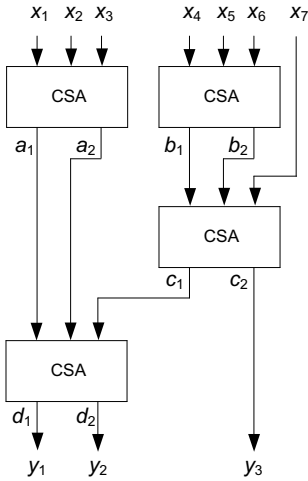 x₁ x₂ x₃ x₄ x₅ x₆ x₇
CSA CSA
a₁ a₂ b₁ b₂
CSA
c₁ c₂
CSA
d₁ d₂
y₁ y₂ y₃